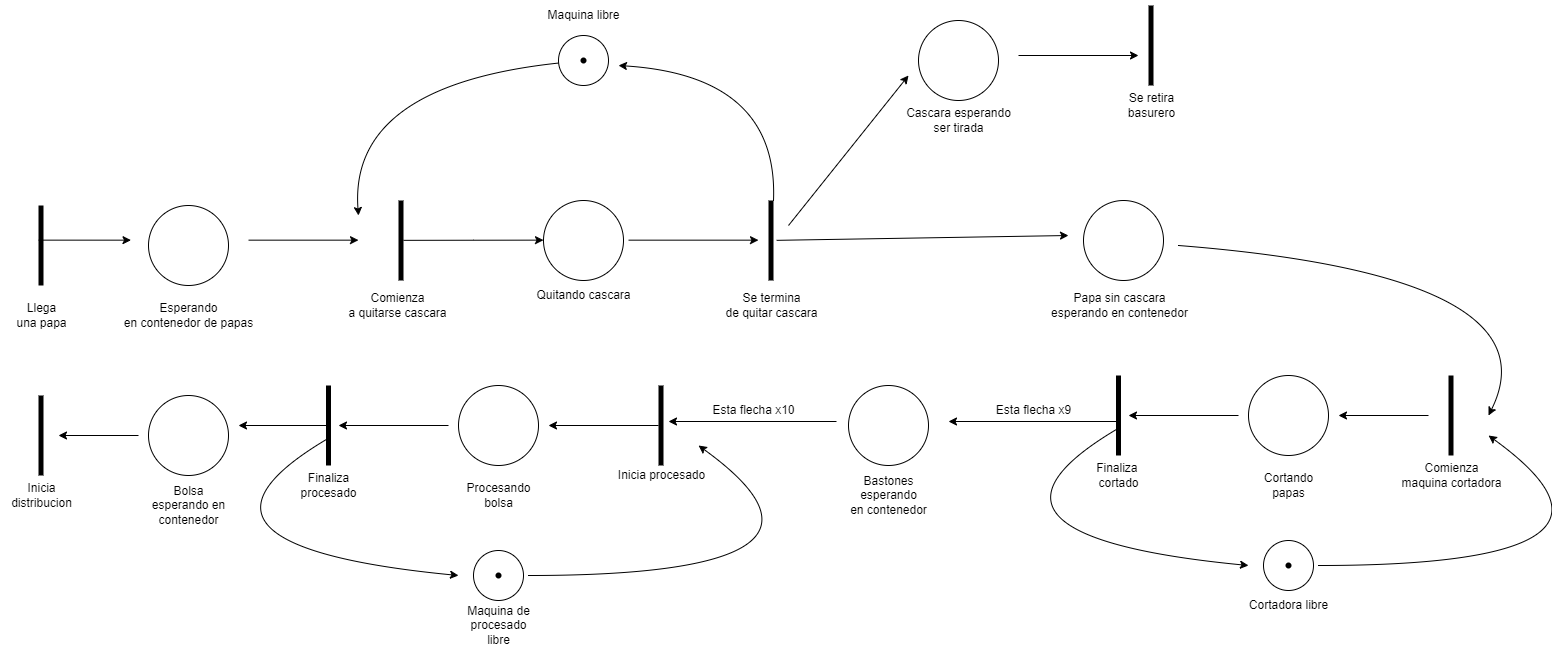 Maquina libre
Cascara esperando
ser tirada
Se retira
basurero
Llega
una papa
Esperando
en contenedor de papas
Comienza
a quitarse cascara
Quitando cascara
Se termina
de quitar cascara
Papa sin cascara
esperando en contenedor
Esta flecha x10
Esta flecha x9
Inicia
distribucion
Bolsa
esperando en
contenedor
Finaliza
procesado
Procesando
bolsa
Inicia procesado
Bastones
esperando
en contenedor
Finaliza
cortado
Cortando
papas
Comienza
maquina cortadora
Maquina de
procesado
libre
Cortadora libre